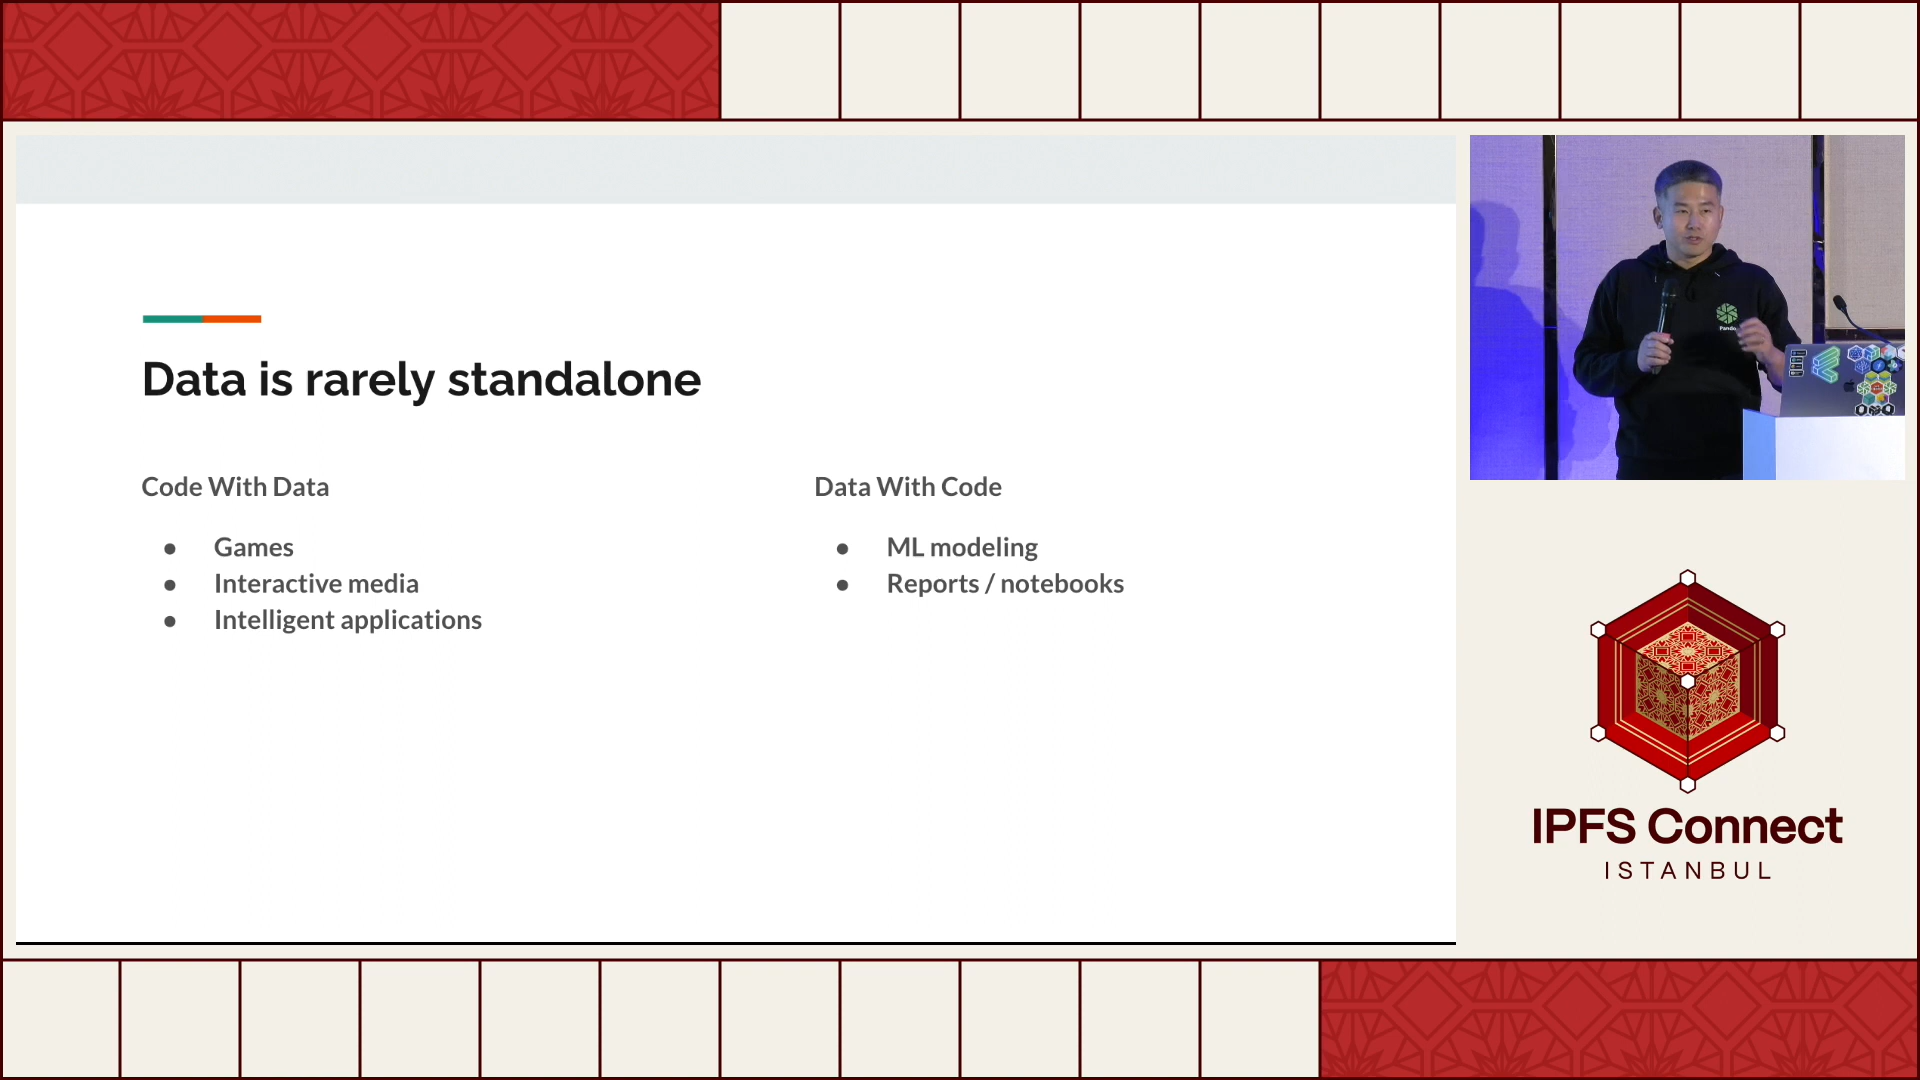 Data is rarely standalone
Code With Data
● Games
● Interactive media
● Intelligent applications
Data With Code
● ML modeling
● Reports / notebooks
IPFS Connect
ISTANBUL